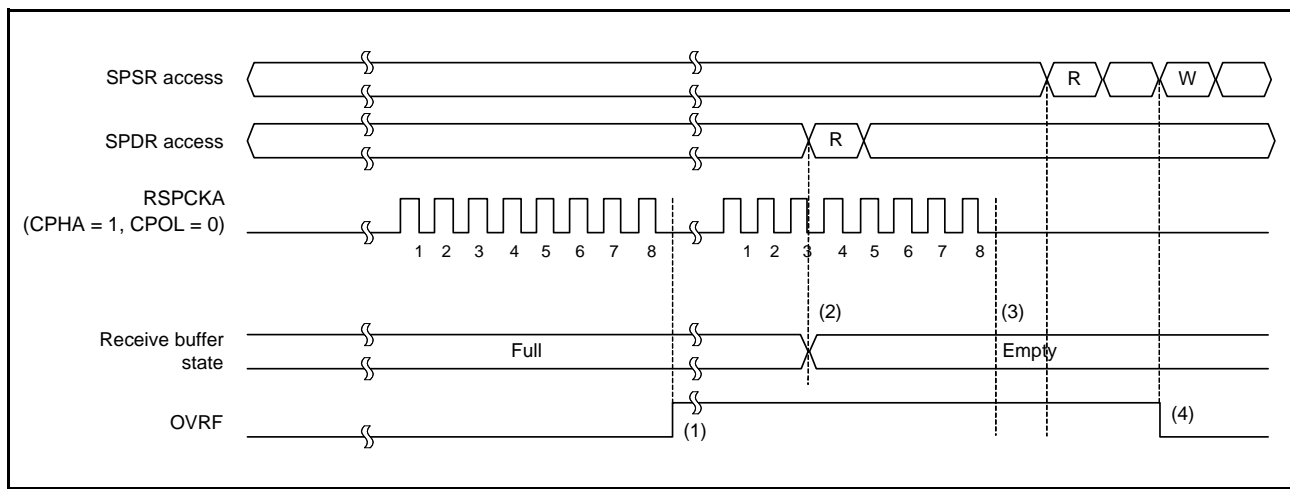 SPSR access
R
W
SPDR access
R
RSPCKA
(CPHA = 1, CPOL = 0)
1 2 3 4 5 6 7 8
1 2 3 4 5 6 7 8
(2)
(3)
Receive buffer
state
Full
Empty
OVRF
(1)
(4)